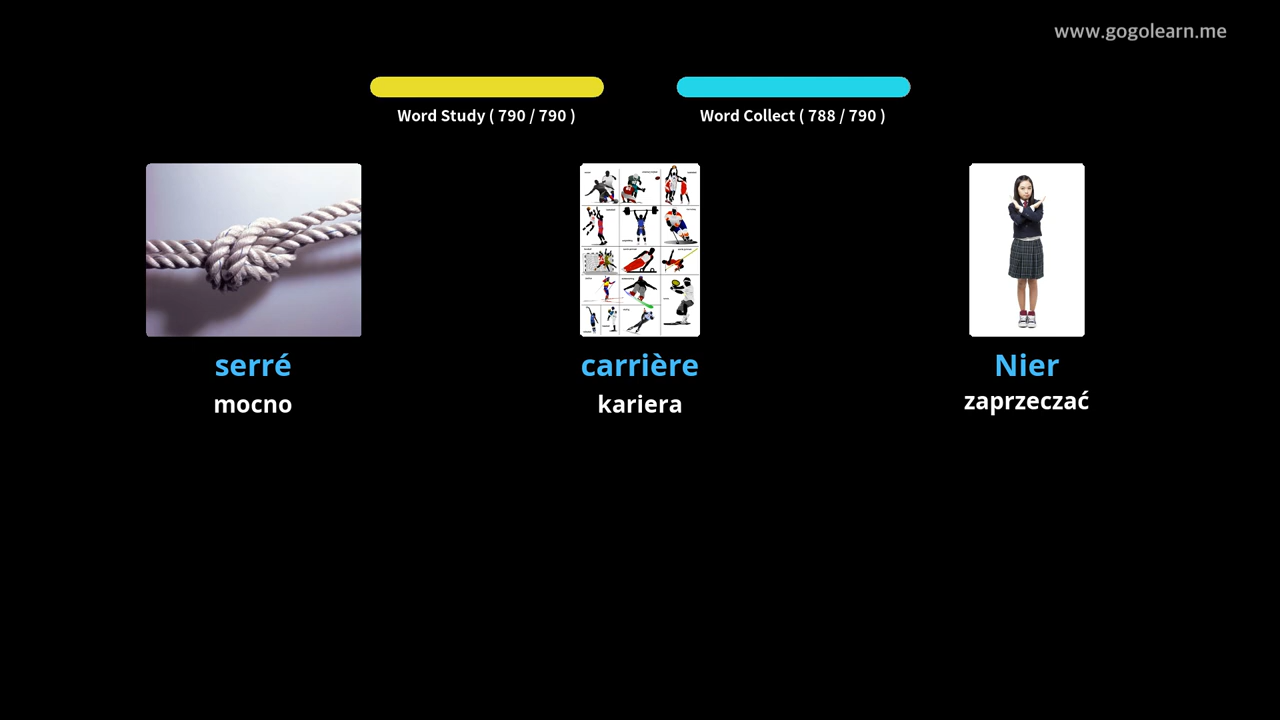 www.gogolearn.me
Word Study ( 790 / 790 )
Word Collect ( 788 / 790 )
serré
carrière
Nier
mocno
kariera
zaprzeczać